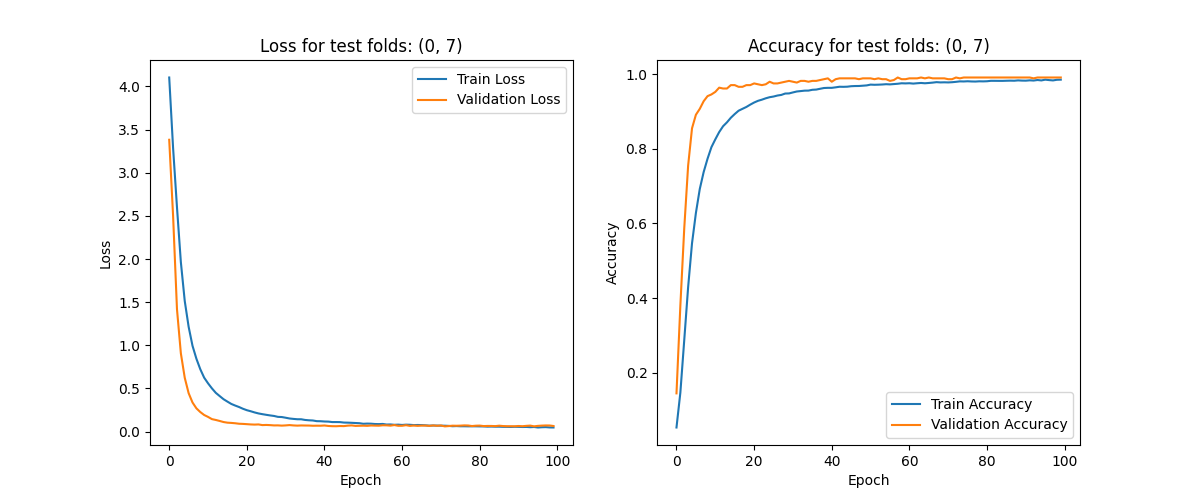 Loss for test folds: (0, 7)
4.0
3.5
3.0
2.5
2.0
1.5
1.0
0.5
0.0
Loss
0
20
40
60
80
100
Epoch
Train Loss
Validation Loss
Accuracy for test folds: (0, 7)
1.0
0.8
0.6
0.4
0.2
Accuracy
0
20
40
60
80
100
Epoch
Train Accuracy
Validation Accuracy